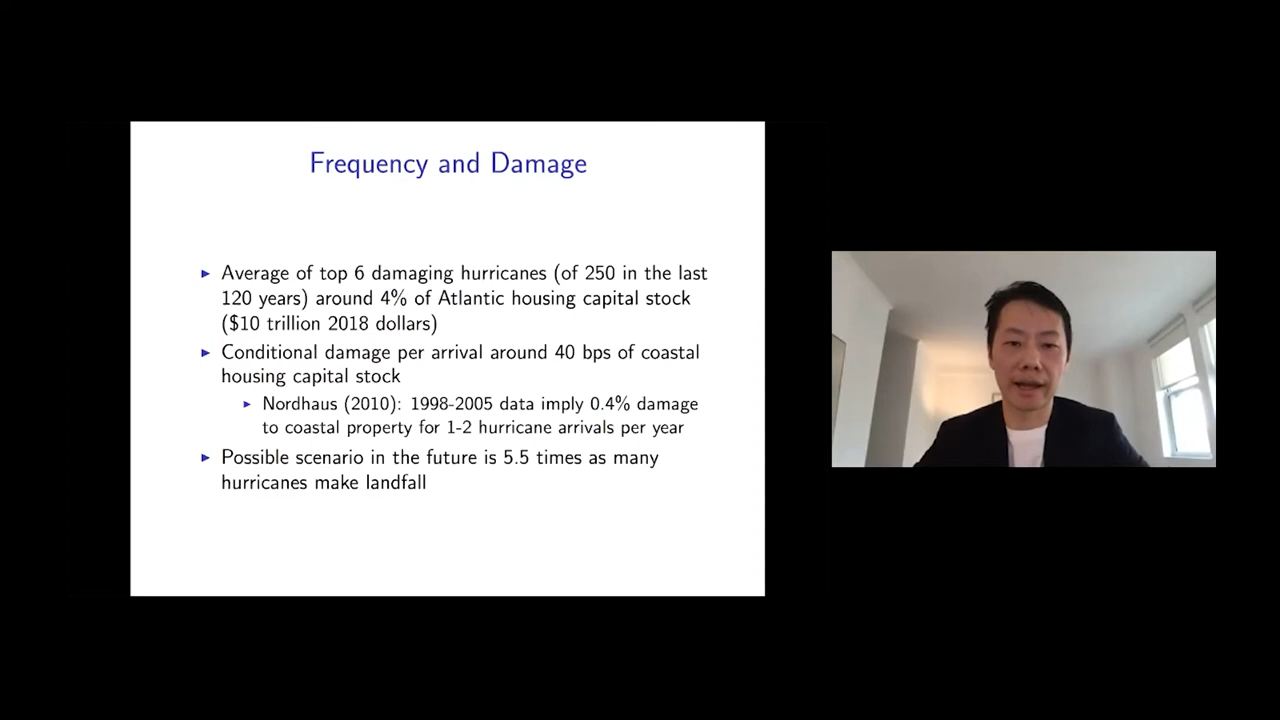 Frequency and Damage
Average of top 6 damaging hurricanes (of 250 in the last
120 years) around 4% of Atlantic housing capital stock
($10 trillion 2018 dollars)
Conditional damage per arrival around 40 bps of coastal
housing capital stock
Nordhaus (2010): 1998-2005 data imply 0.4% damage
to coastal property for 1-2 hurricane arrivals per year
Possible scenario in the future is 5.5 times as many
hurricanes make landfall